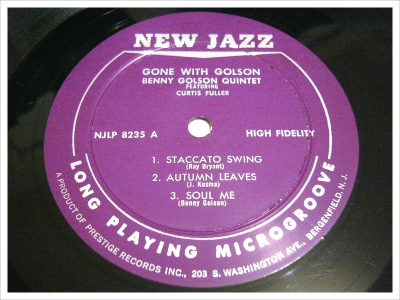 NEW JAZZ
GONE WITH GOLSON
BENNY GOLSON QUINTET
FEATURING
CURTIS FULLER
NJLP 8235 A
HIGH FIDELITY
1. STACCATO SWING
(Ray Bryant)
2. AUTUMN LEAVES
(J. Kosma)
3. SOUL ME
(Benny Golson)
LONG PLAYING MICROGROOVE
A PRODUCT OF PRESTIGE RECORDS INC., 203 S. WASHINGTON AVE., BERGENFIELD, N. J.